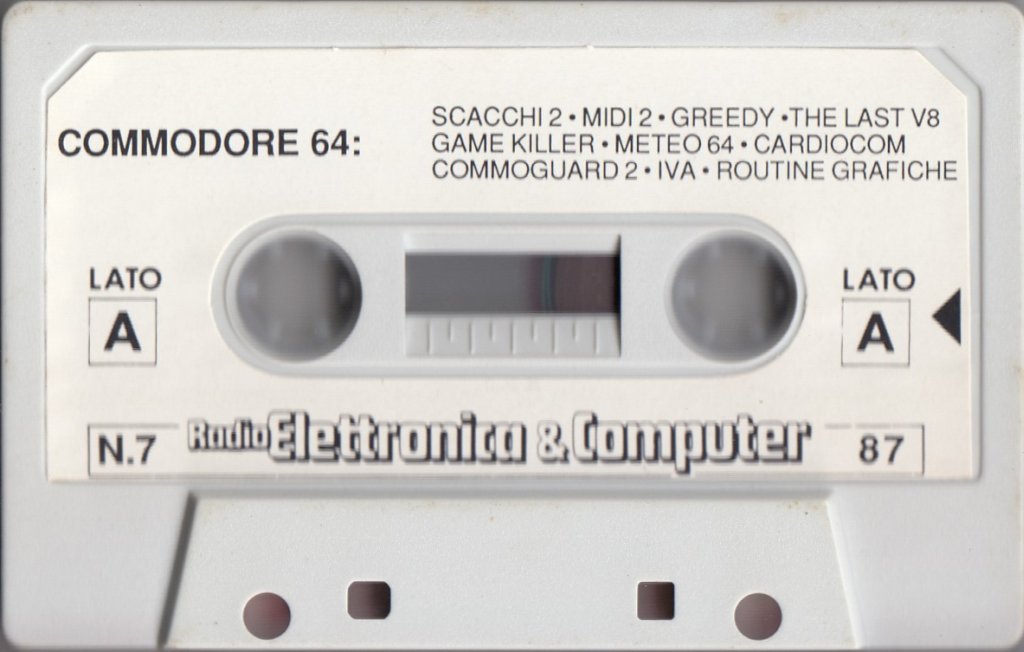 COMMODORE 64:
SCACCHI 2 • MIDI 2 • GREEDY • THE LAST V8
GAME KILLER • METEO 64 • CARDIOCOM
COMMOGUARD 2 • IVA • ROUTINE GRAFICHE
LATO
A
LATO
A
N.7
Radio Elettronica & Computer
87